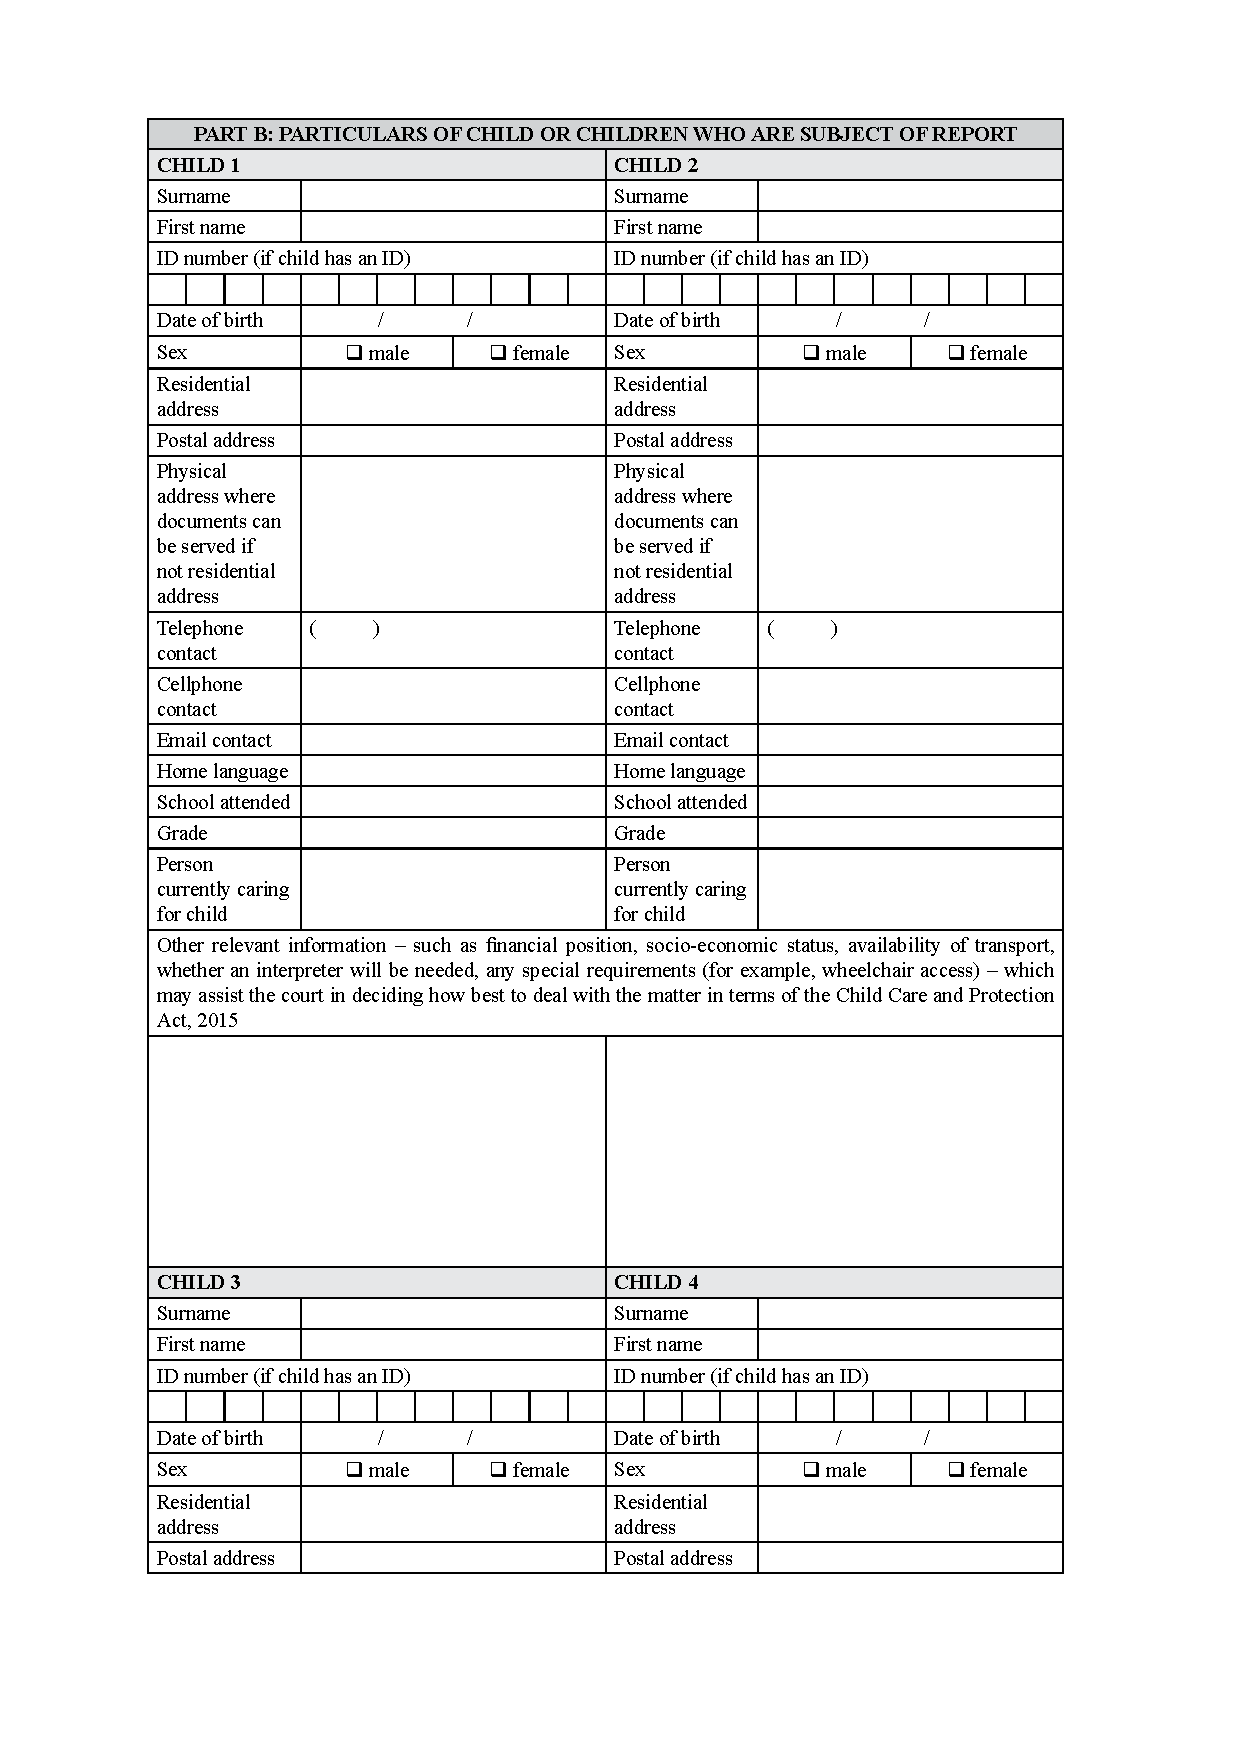 PART B: PARTICULARS OF CHILD OR CHILDREN WHO ARE SUBJECT OF REPORT
CHILD 1 CHILD 2
Surname Surname
First name First name
ID number (if child has an ID) ID number (if child has an ID)
Date of birth / / Date of birth / /
Sex ❑ male ❑ female Sex ❑ male ❑ female
Residential Residential
address address
Postal address Postal address
Physical Physical
address where address where
documents can documents can
be served if be served if
not residential not residential
address address
Telephone ( ) Telephone ( )
contact contact
Cellphone Cellphone
contact contact
Email contact Email contact
Home language Home language
School attended School attended
Grade Grade
Person Person
currently caring currently caring
for child for child
Other relevant information – such as financial position, socio-economic status, availability of transport,
whether an interpreter will be needed, any special requirements (for example, wheelchair access) – which
may assist the court in deciding how best to deal with the matter in terms of the Child Care and Protection
Act, 2015
CHILD 3 CHILD 4
Surname Surname
First name First name
ID number (if child has an ID) ID number (if child has an ID)
Date of birth / / Date of birth / /
Sex ❑ male ❑ female Sex ❑ male ❑ female
Residential Residential
address address
Postal address Postal address